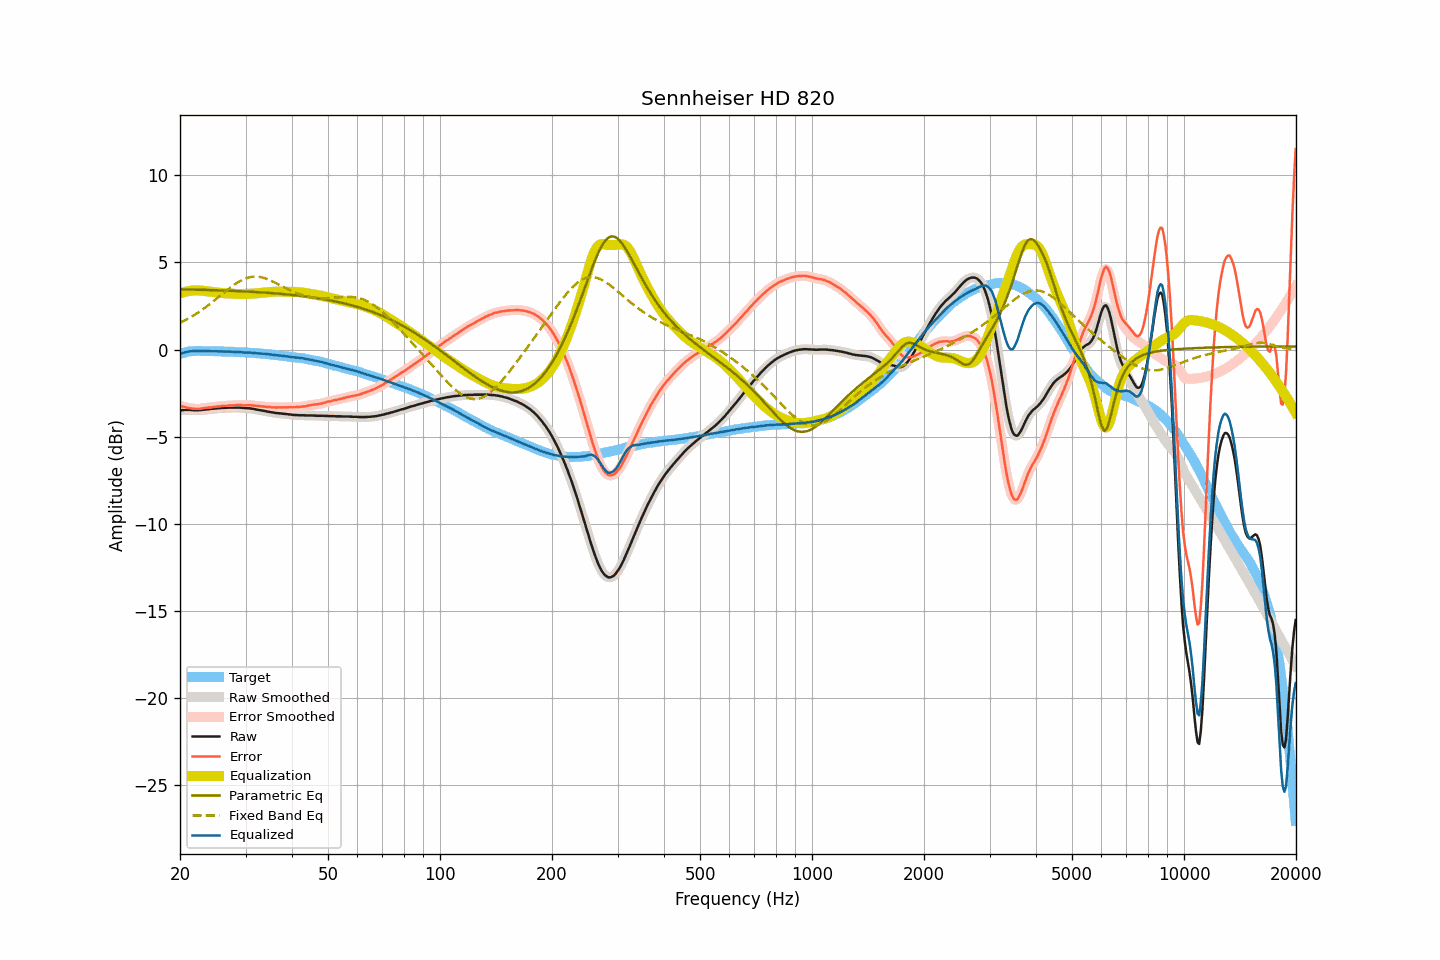 Sennheiser HD 820
10
5
0
−5
−10
−15
−20
−25
Amplitude (dBr)
Target
Raw Smoothed
Error Smoothed
Raw
Error
Equalization
Parametric Eq
Fixed Band Eq
Equalized
20 50 100 200 500 1000 2000 5000 10000 20000
Frequency (Hz)